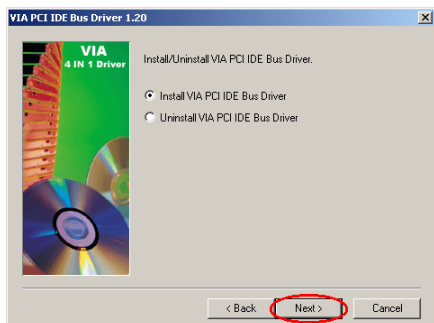 VIA PCI IDE Bus Driver 1.20
VIA
4 IN 1 Driver
Install/Uninstall VIA PCI IDE Bus Driver.
Install VIA PCI IDE Bus Driver
Uninstall VIA PCI IDE Bus Driver
< Back
Next >
Cancel